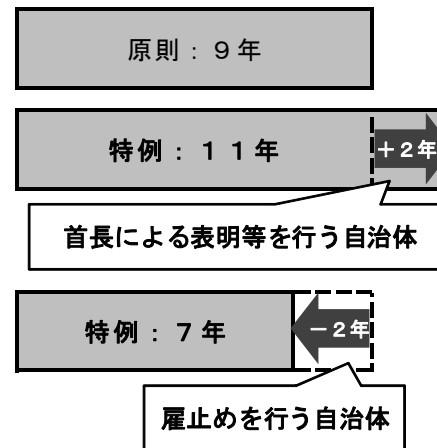 原則：９年
特例：１１年
＋２年
首長による表明等を行う自治体
特例：７年
－２年
雇止めを行う自治体